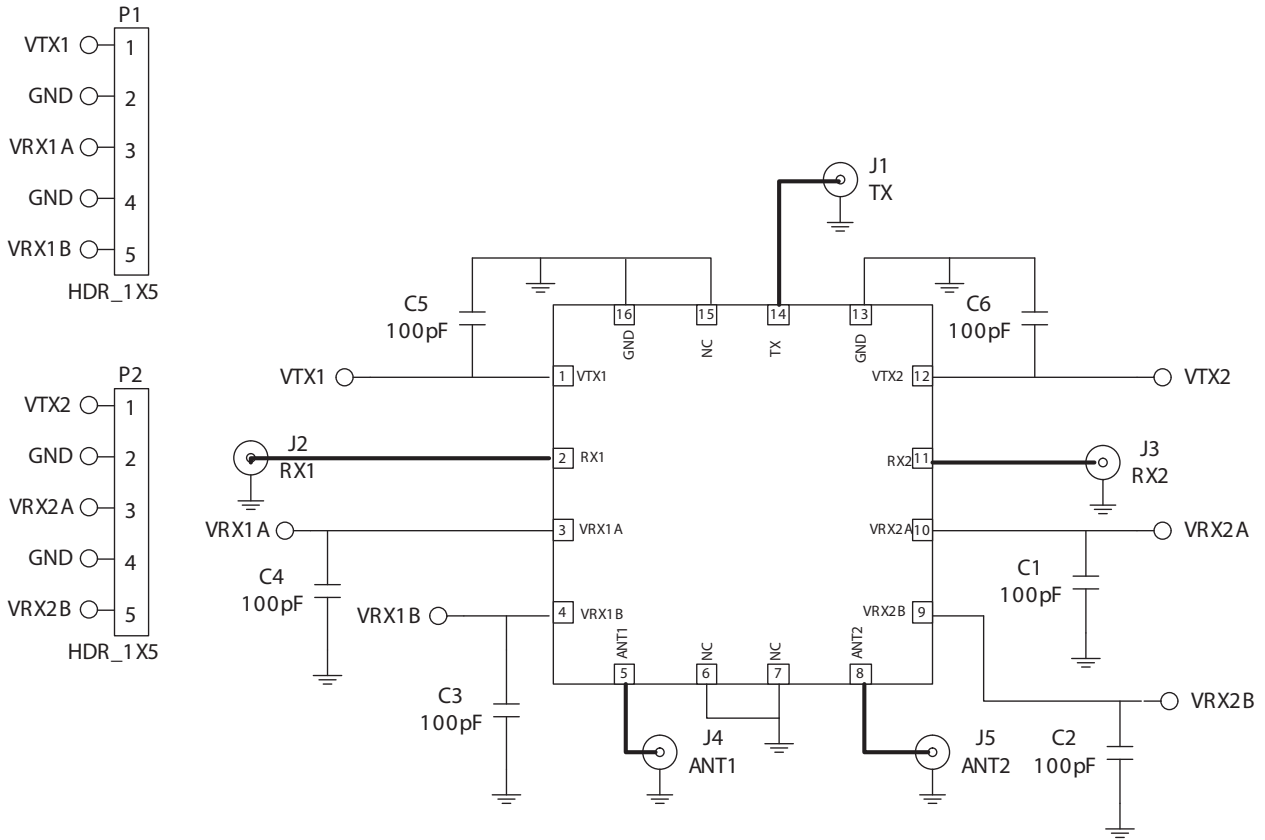 P1
VTX1 1
GND 2
VRX1A 3
GND 4
VRX1B 5
HDR_1X5
P2
VTX2 1
GND 2
VRX2A 3
GND 4
VRX2B 5
HDR_1X5
J1
TX
C5
100pF
C6
100pF
16 15 14 13
GND NC TX GND
VTX1 1 VTX1
VTX2 12 VTX2
J2
RX1
2 RX1
RX2 11
J3
RX2
VRX1A 3 VRX1A
VRX2A 10 VRX2A
C4
100pF
C1
100pF
VRX1B 4 VRX1B
VRX2B 9
ANT1 NC NC ANT2
5 6 7 8
C3
100pF
VRX2B
J4
ANT1
J5
ANT2
C2
100pF